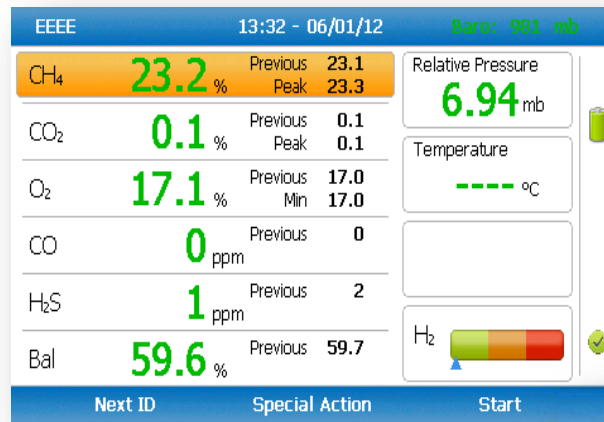 EEEE 13:32 - 06/01/12 Baro: 981 mb
CH₄ 23.2 % Previous 23.1
Peak 23.3
CO₂ 0.1 % Previous 0.1
Peak 0.1
O₂ 17.1 % Previous 17.0
Min 17.0
CO 0 ppm Previous 0
H₂S 1 ppm Previous 2
Bal 59.6 % Previous 59.7
Relative Pressure
6.94 mb
Temperature
---- ºC
H₂
Next ID Special Action Start